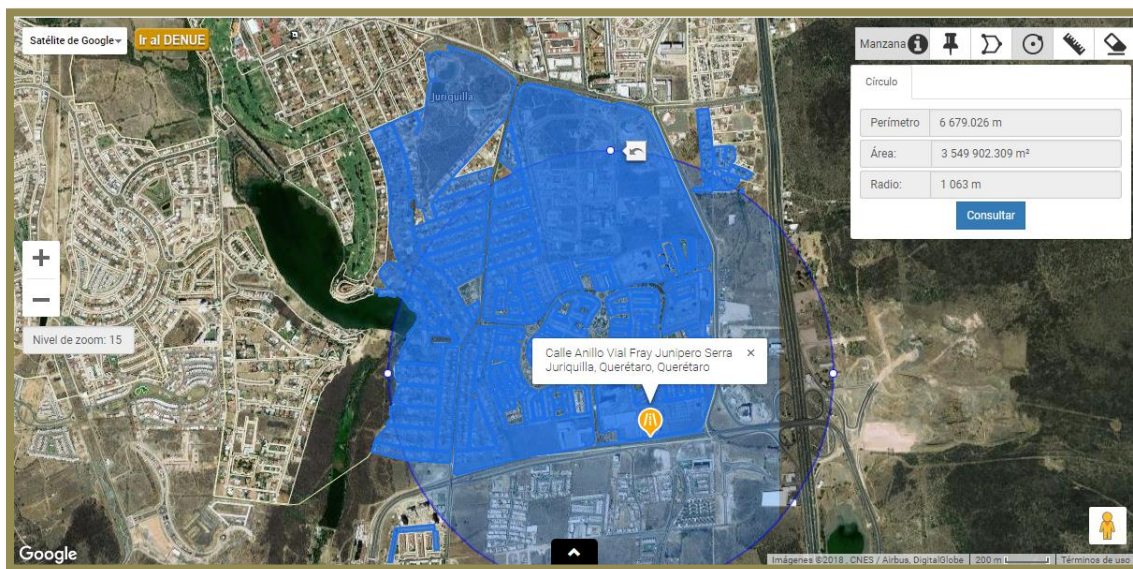 Satélite de Google
Ir al DENUE
Manzana
Círculo
Perímetro 6 679.026 m
Área: 3 549 902.309 m²
Radio: 1 063 m
Consultar
Juriquilla
Nivel de zoom: 15
Calle Anillo Vial Fray Junipero Serra
Juriquilla, Querétaro, Querétaro
Google
Imágenes ©2018 , CNES / Airbus, DigitalGlobe 200 m Términos de uso